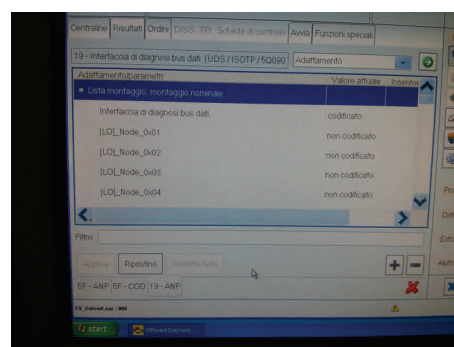 Centraline Risultati Ordini DISS TPI Scheda di controllo Avvia Funzioni speciali
19 - Interfaccia di diagnosi bus dati (UDS / ISOTP / 5Q090 Adattamento
Adattamento/parametri Valore attuale Inserime
Lista montaggio, montaggio nominale
Interfaccia di diagnosi bus dati codificato
[LO]_Node_0x01 non codificato
[LO]_Node_0x02 non codificato
[LO]_Node_0x03 non codificato
[LO]_Node_0x04 non codificato
Filtro
Applica Ripristino
5F - ANP 5F - COD 19 - ANP
start Offboard Diagnostic